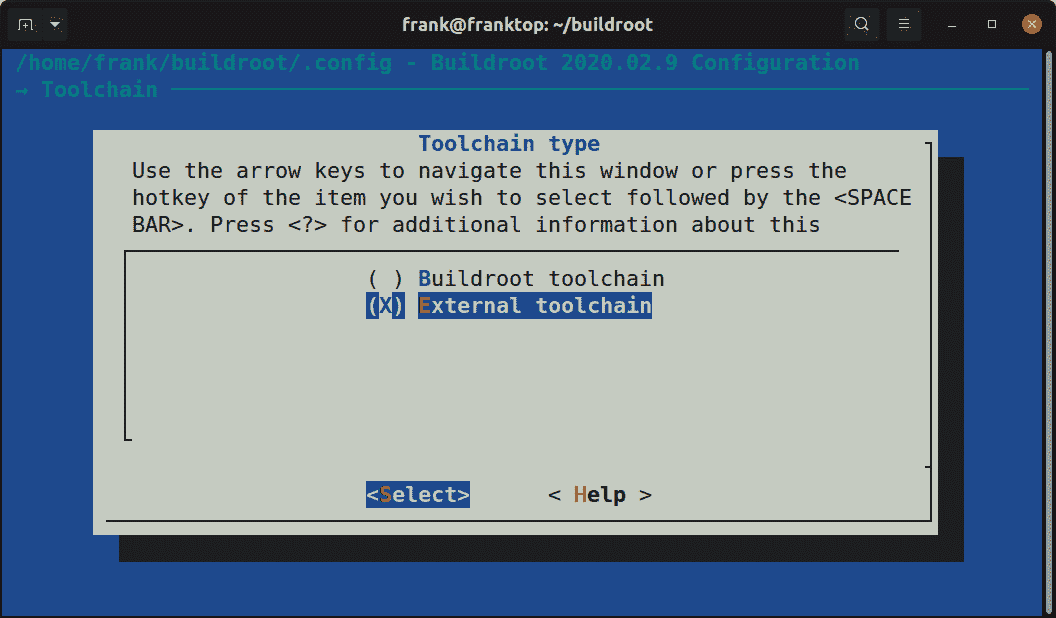 frank@franktop: ~/buildroot
/home/frank/buildroot/.config - Buildroot 2020.02.9 Configuration
→ Toolchain
Toolchain type
Use the arrow keys to navigate this window or press the
hotkey of the item you wish to select followed by the <SPACE
BAR>. Press <?> for additional information about this
( ) Buildroot toolchain
(X) External toolchain
<Select> < Help >